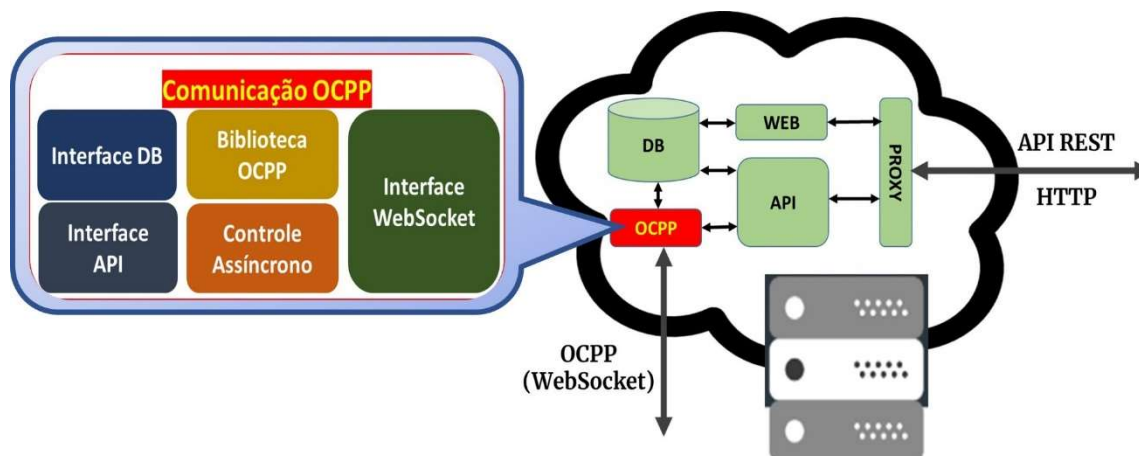 Comunicação OCPP
Interface DB
Biblioteca
OCPP
Interface
WebSocket
Interface
API
Controle
Assíncrono
DB
WEB
API
PROXY
OCPP
API REST
HTTP
OCPP
(WebSocket)